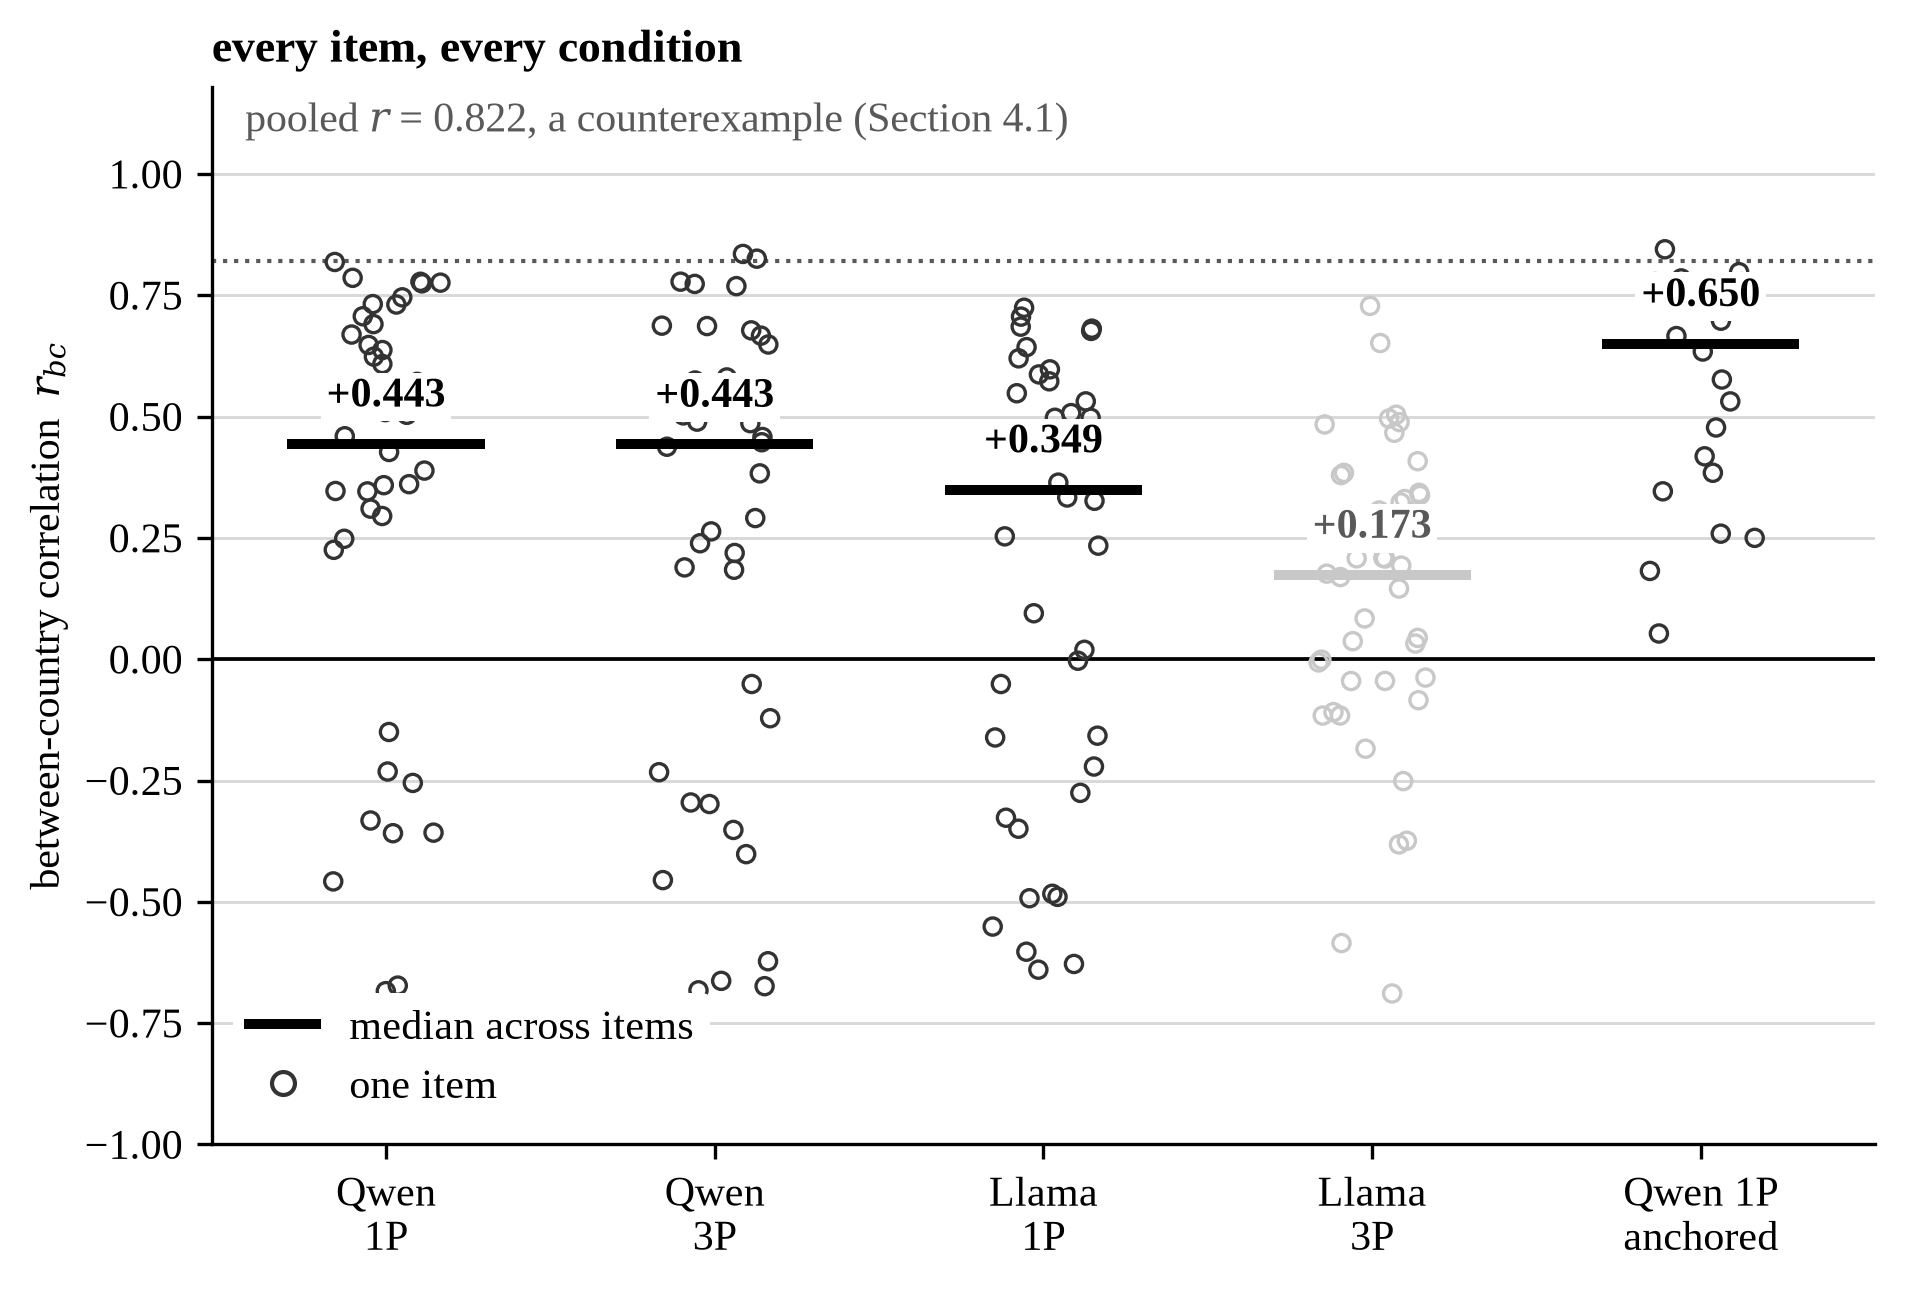 every item, every condition
pooled r = 0.822, a counterexample (Section 4.1)
between-country correlation r_bc
1.00
0.75
0.50
0.25
0.00
−0.25
−0.50
−0.75
−1.00
+0.443
+0.443
+0.349
+0.173
+0.650
median across items
one item
Qwen
1P
Qwen
3P
Llama
1P
Llama
3P
Qwen 1P
anchored